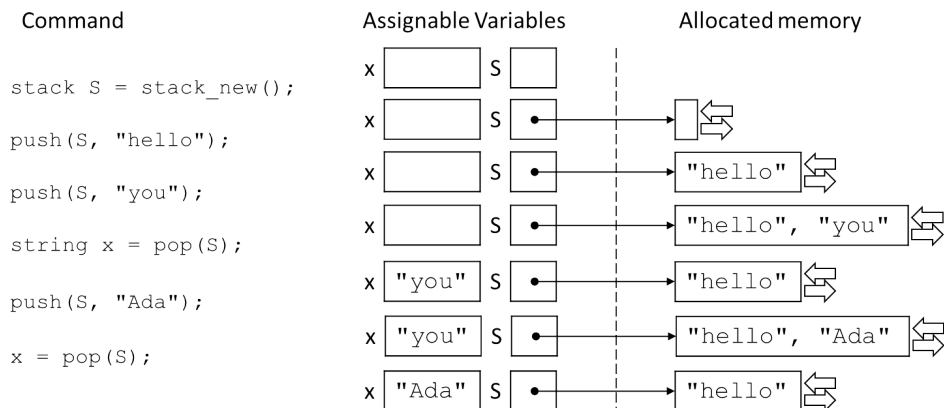 Command Assignable Variables Allocated memory
x S
stack S = stack_new();
x S
push(S, "hello");
x S "hello"
push(S, "you");
x S "hello", "you"
string x = pop(S);
x "you" S "hello"
push(S, "Ada");
x "you" S "hello", "Ada"
x = pop(S);
x "Ada" S "hello"